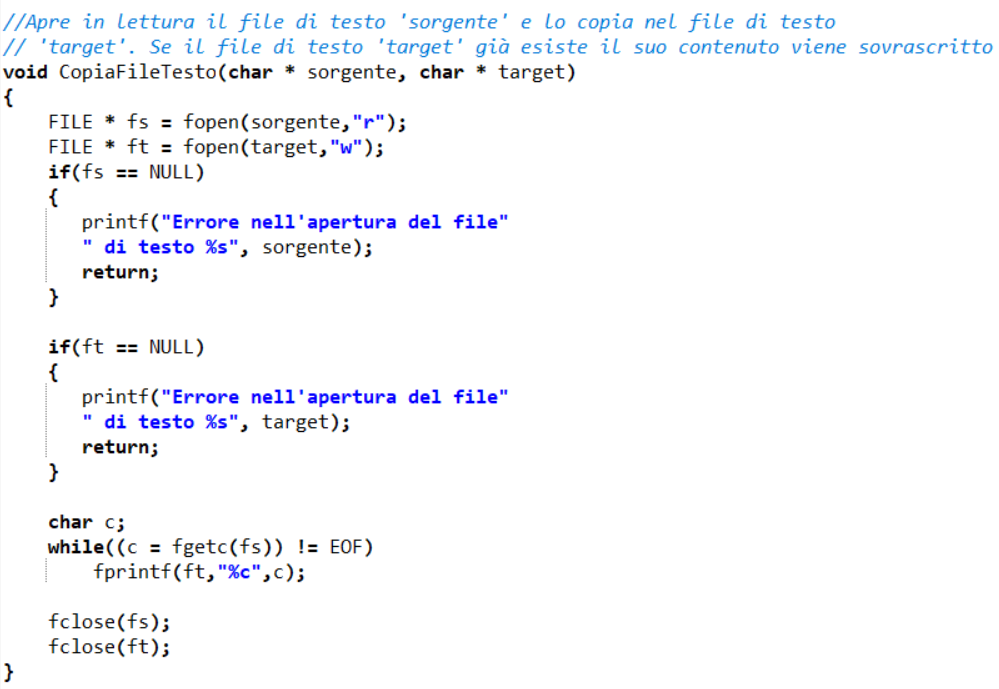 //Apre in lettura il file di testo 'sorgente' e lo copia nel file di testo
// 'target'. Se il file di testo 'target' già esiste il suo contenuto viene sovrascritto
void CopiaFileTesto(char * sorgente, char * target)
{
    FILE * fs = fopen(sorgente,"r");
    FILE * ft = fopen(target,"w");
    if(fs == NULL)
    {
       printf("Errore nell'apertura del file"
       " di testo %s", sorgente);
       return;
    }

    if(ft == NULL)
    {
       printf("Errore nell'apertura del file"
       " di testo %s", target);
       return;
    }

    char c;
    while((c = fgetc(fs)) != EOF)
        fprintf(ft,"%c",c);

    fclose(fs);
    fclose(ft);
}